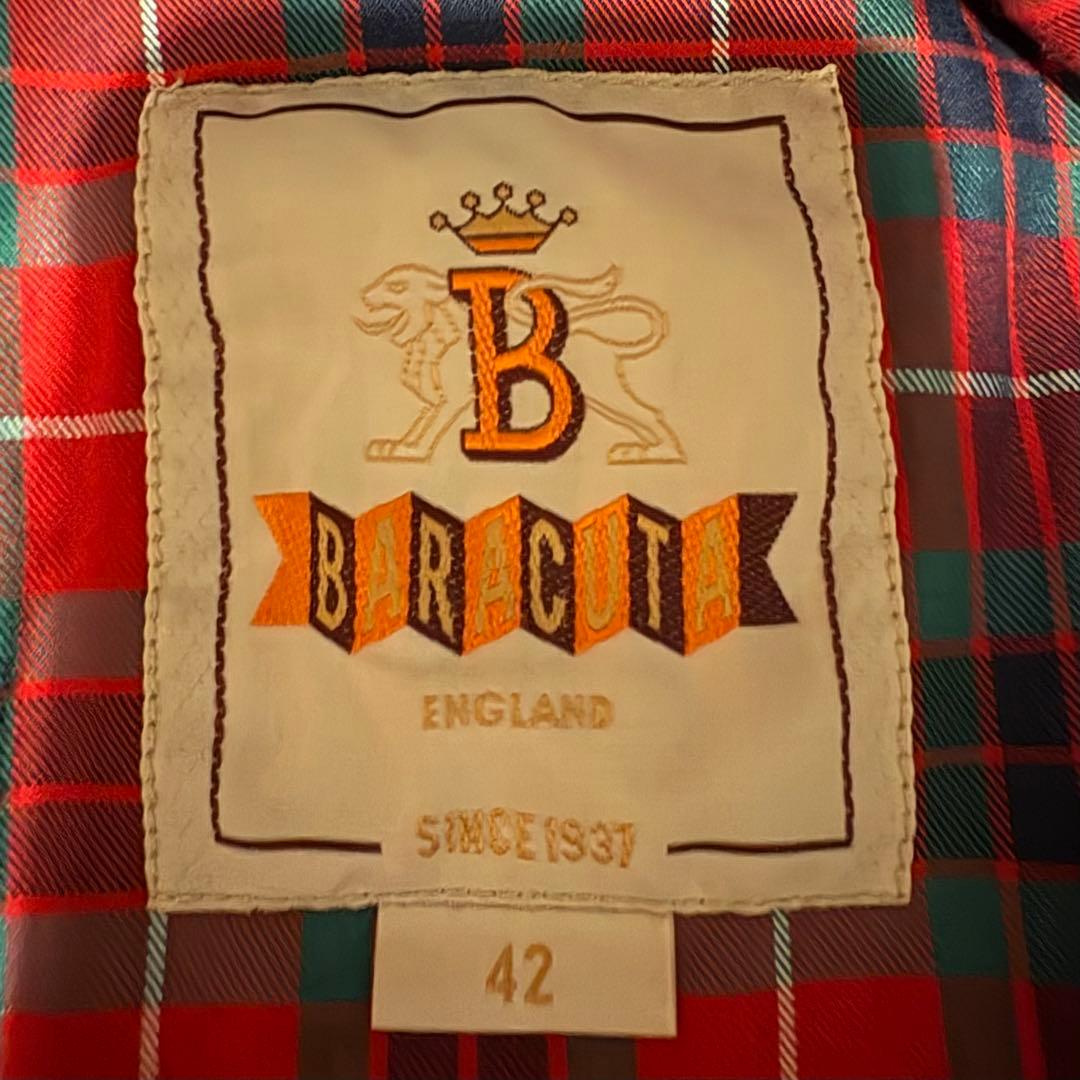 B
BARACUTA
ENGLAND
SINCE 1937
42